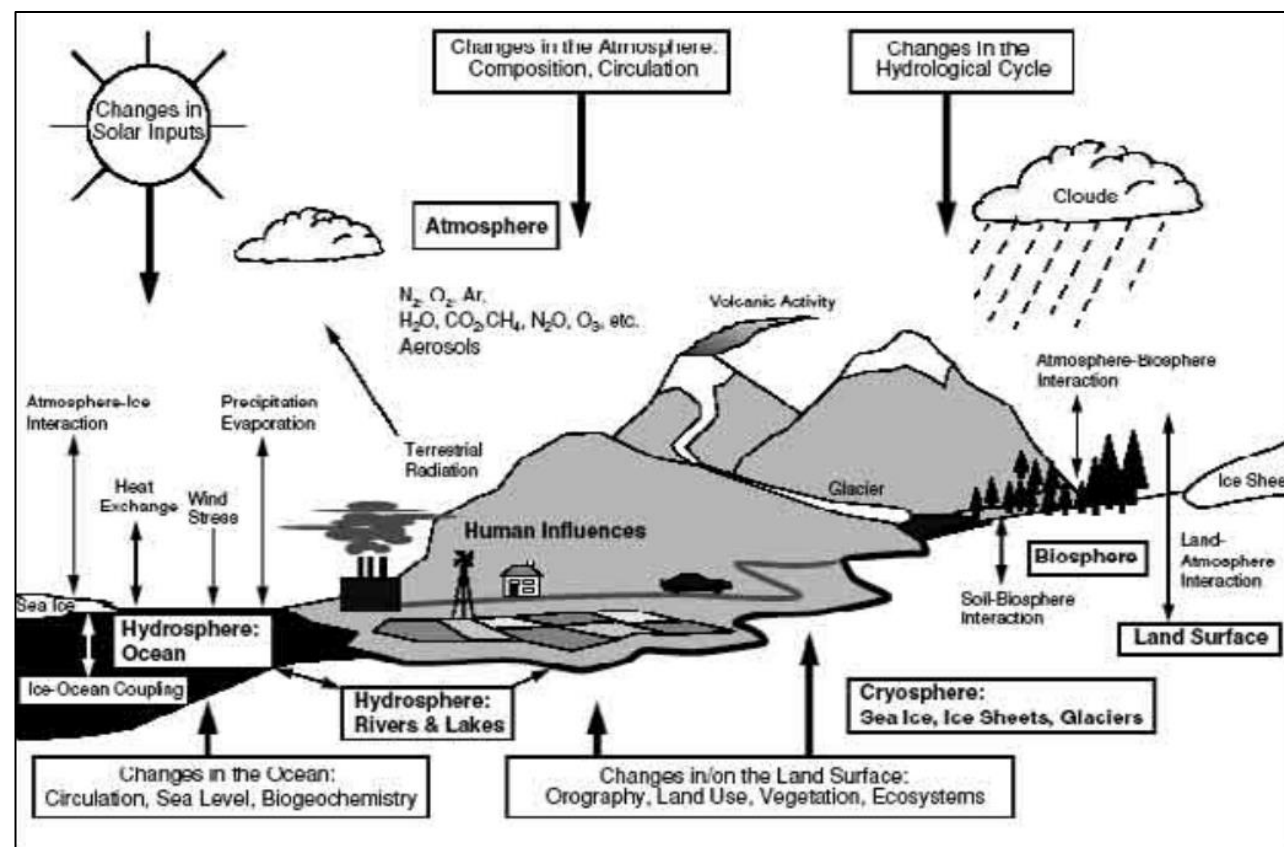 Changes in the Atmosphere:
Composition, Circulation
Changes in the
Hydrological Cycle
Changes in
Solar Inputs
Cloude
Atmosphere
N₂, O₂, Ar,
H₂O, CO₂,CH₄, N₂O, O₃, etc.
Aerosols
Volcanic Activity
Atmosphere-Biosphere
Interaction
Atmosphere-Ice
Interaction
Precipitation
Evaporation
Terrestrial
Radiation
Heat
Exchange
Wind
Stress
Glacier
Ice Shee
Human Influences
Land-
Atmosphere
Interaction
Biosphere
Soil-Biosphere
Interaction
Sea Ice
Hydrosphere:
Ocean
Land Surface
Ice-Ocean Coupling
Hydrosphere:
Rivers & Lakes
Cryosphere:
Sea Ice, Ice Sheets, Glaciers
Changes in the Ocean:
Circulation, Sea Level, Biogeochemistry
Changes in/on the Land Surface:
Orography, Land Use, Vegetation, Ecosystems